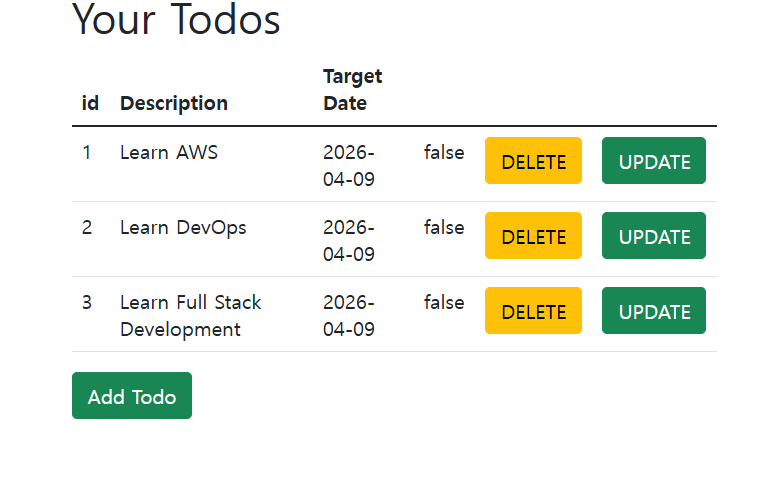 Your Todos
Target
id Description Date
1 Learn AWS 2026- false DELETE UPDATE
04-09
2 Learn DevOps 2026- false DELETE UPDATE
04-09
3 Learn Full Stack 2026- false DELETE UPDATE
Development 04-09
Add Todo